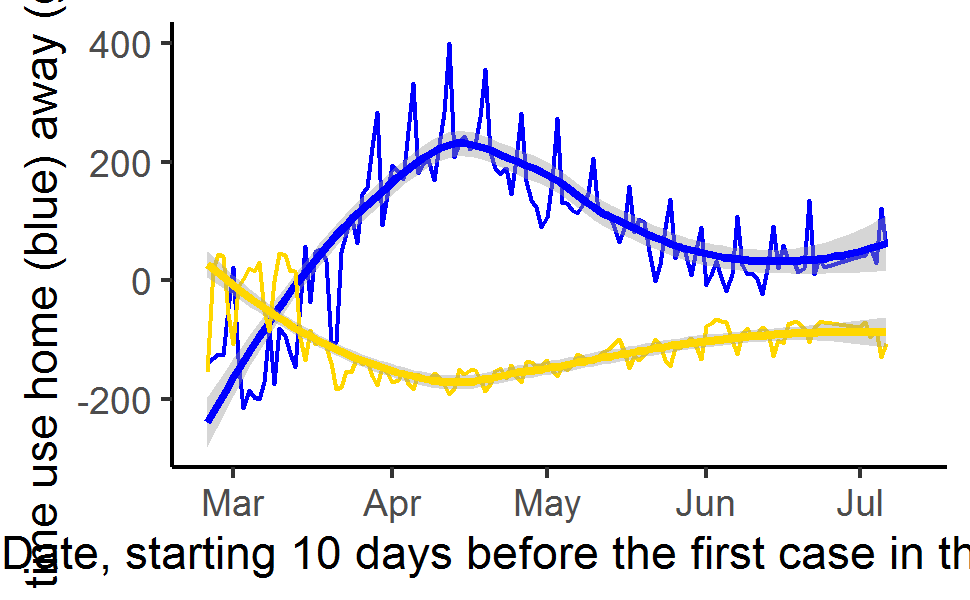 time use home (blue) away (
400
200
0
-200
Mar Apr May Jun Jul
Date, starting 10 days before the first case in th